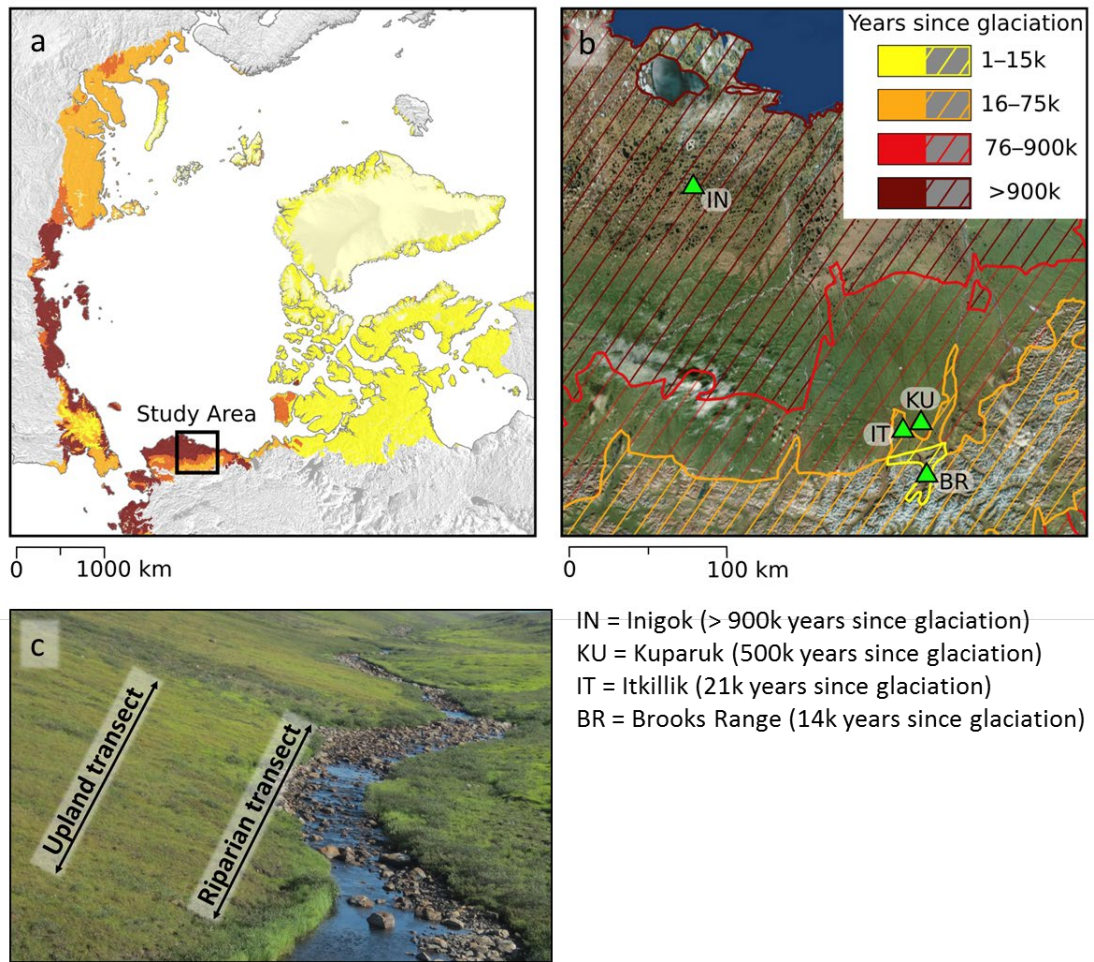 a
Study Area
0 1000 km
b
Years since glaciation
1–15k
16–75k
76–900k
>900k
IN
KU
IT
BR
0 100 km
c
Upland transect
Riparian transect
IN = Inigok (> 900k years since glaciation)
KU = Kuparuk (500k years since glaciation)
IT = Itkillik (21k years since glaciation)
BR = Brooks Range (14k years since glaciation)